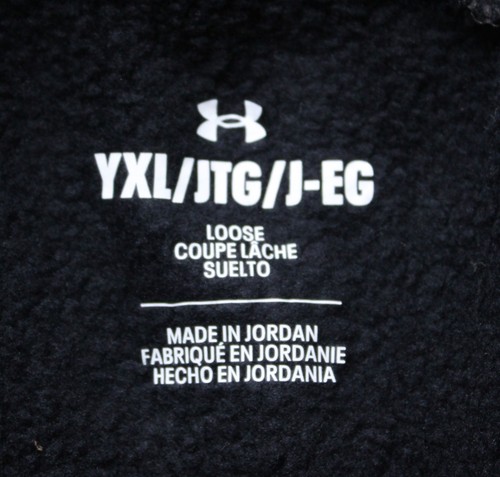 YXL/JTG/J-EG
LOOSE
COUPE LÂCHE
SUELTO
MADE IN JORDAN
FABRIQUÉ EN JORDANIE
HECHO EN JORDANIA